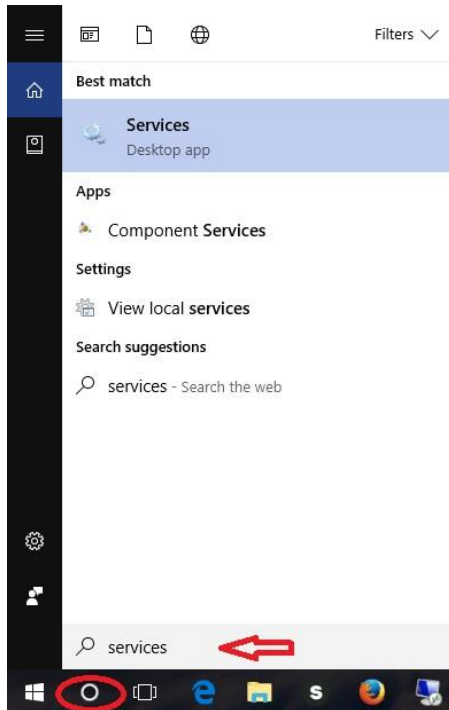 Filters
Best match
Services
Desktop app
Apps
Component Services
Settings
View local services
Search suggestions
services - Search the web
services
S